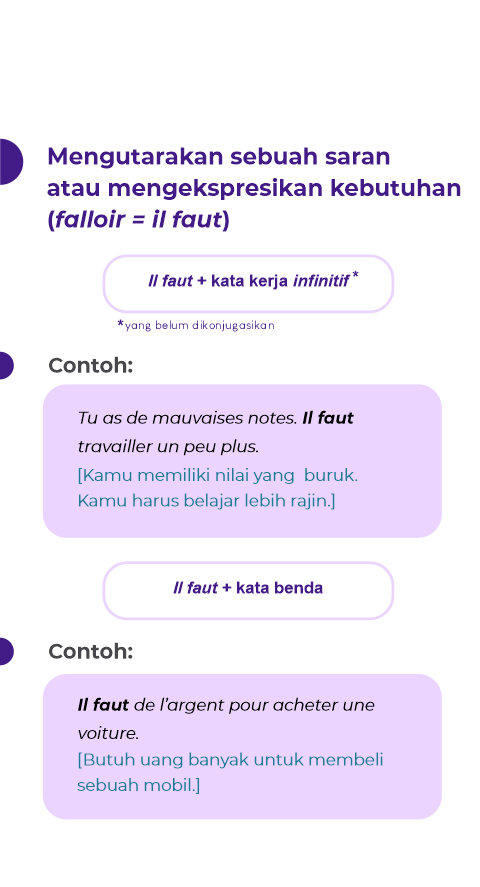 Mengutarakan sebuah saran
atau mengekspresikan kebutuhan
(falloir = il faut)
Il faut + kata kerja infinitif *
*yang belum dikonjugasikan
Contoh:
Tu as de mauvaises notes. Il faut
travailler un peu plus.
[Kamu memiliki nilai yang  buruk.
Kamu harus belajar lebih rajin.]
Il faut + kata benda
Contoh:
Il faut de l’argent pour acheter une
voiture.
[Butuh uang banyak untuk membeli
sebuah mobil.]